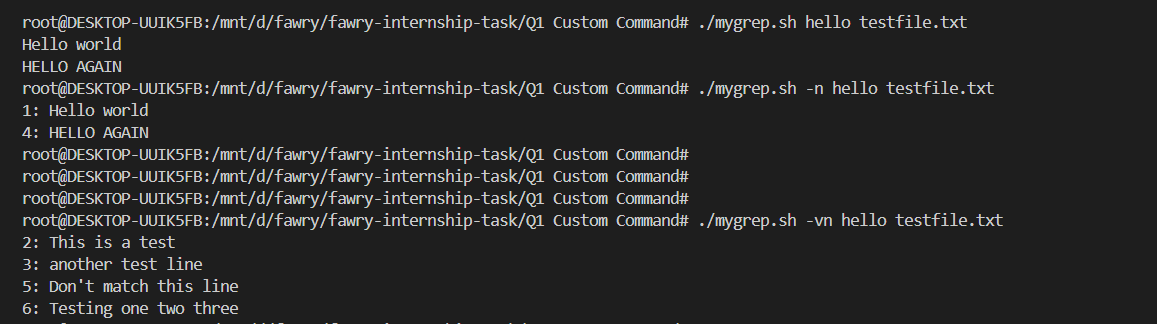 root@DESKTOP-UUIK5FB:/mnt/d/fawry/fawry-internship-task/Q1 Custom Command# ./mygrep.sh hello testfile.txt
Hello world
HELLO AGAIN
root@DESKTOP-UUIK5FB:/mnt/d/fawry/fawry-internship-task/Q1 Custom Command# ./mygrep.sh -n hello testfile.txt
1: Hello world
4: HELLO AGAIN
root@DESKTOP-UUIK5FB:/mnt/d/fawry/fawry-internship-task/Q1 Custom Command#
root@DESKTOP-UUIK5FB:/mnt/d/fawry/fawry-internship-task/Q1 Custom Command#
root@DESKTOP-UUIK5FB:/mnt/d/fawry/fawry-internship-task/Q1 Custom Command#
root@DESKTOP-UUIK5FB:/mnt/d/fawry/fawry-internship-task/Q1 Custom Command# ./mygrep.sh -vn hello testfile.txt
2: This is a test
3: another test line
5: Don't match this line
6: Testing one two three